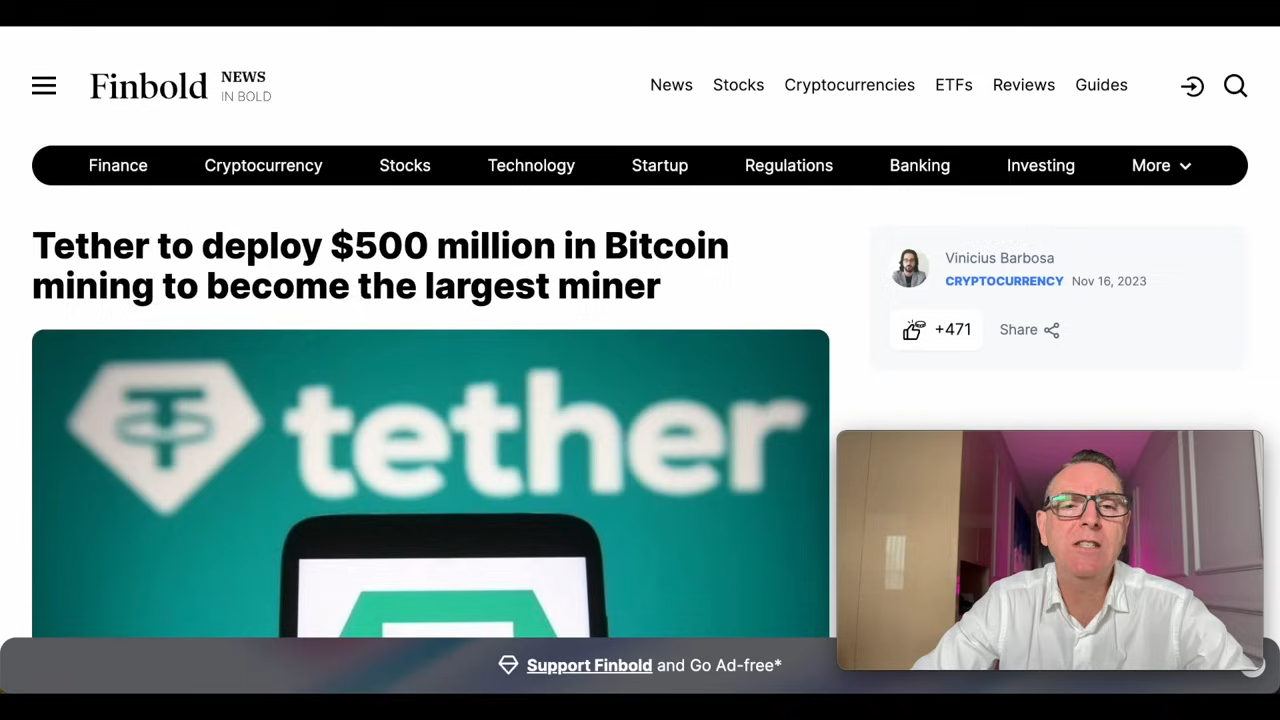 Finbold NEWS
IN BOLD
News Stocks Cryptocurrencies ETFs Reviews Guides
Finance Cryptocurrency Stocks Technology Startup Regulations Banking Investing More
Tether to deploy $500 million in Bitcoin
mining to become the largest miner
Vinicius Barbosa
CRYPTOCURRENCY Nov 16, 2023
+471 Share
tether
Support Finbold and Go Ad-free*